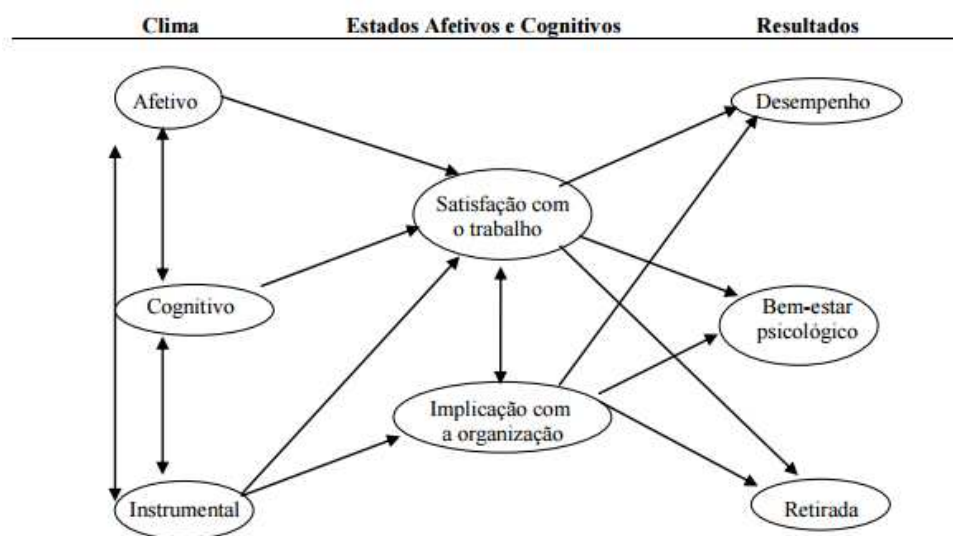 Clima Estados Afetivos e Cognitivos Resultados
Afetivo
Desempenho
Satisfação com
o trabalho
Cognitivo
Bem-estar
psicológico
Implicação com
a organização
Instrumental
Retirada